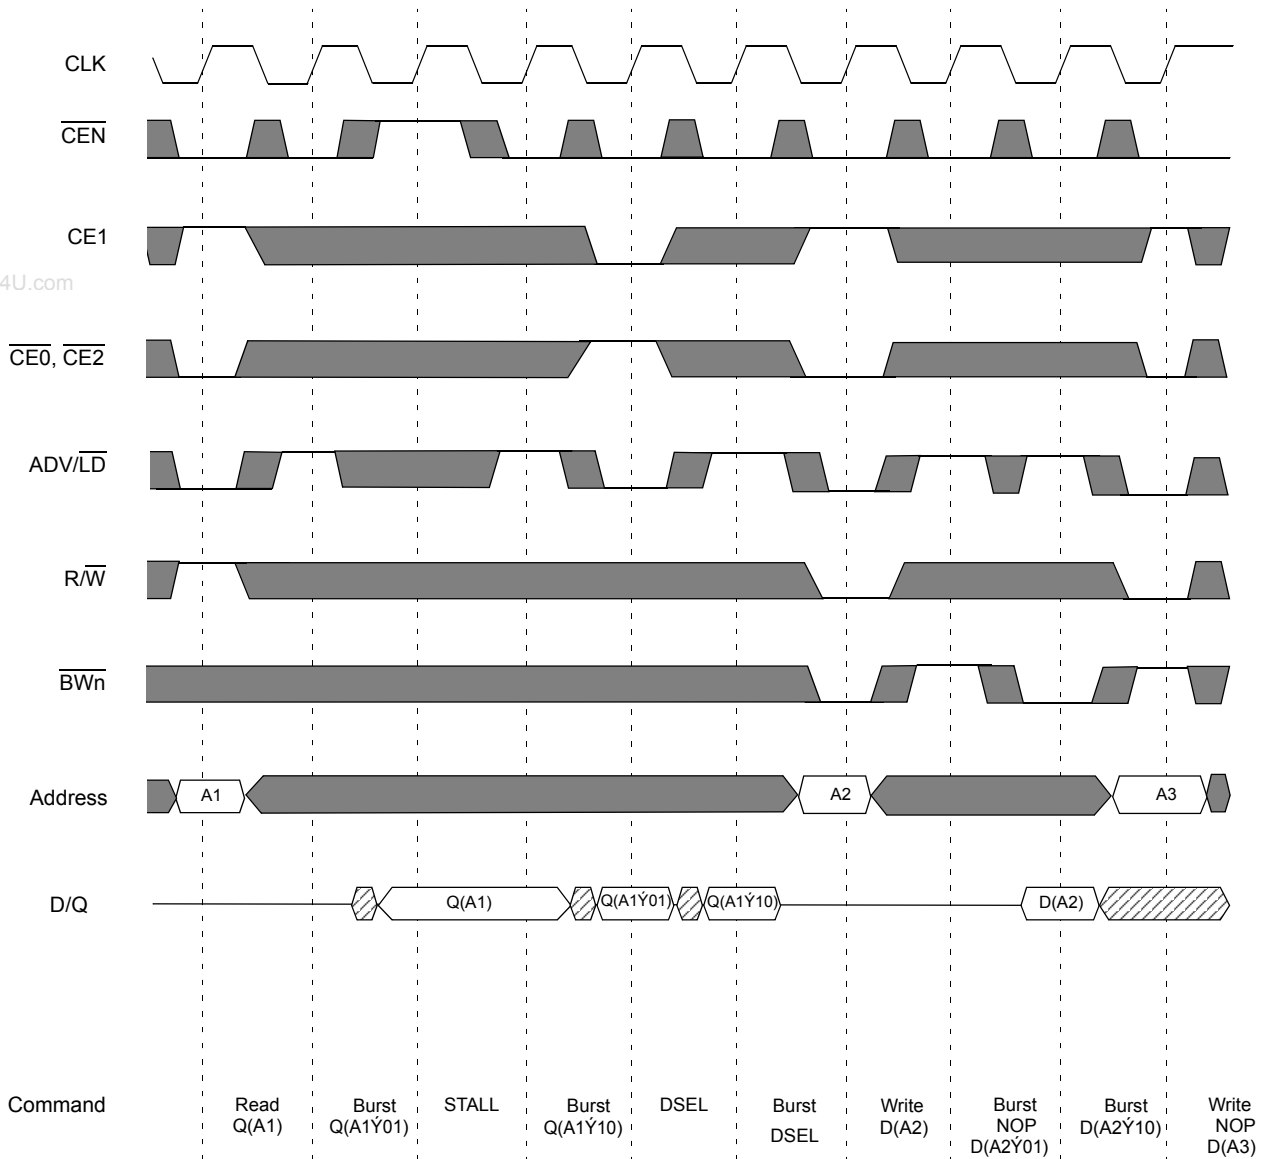 CLK
CEN
CE1
4U.com
CE0, CE2
ADV/LD
R/W
BWn
Address
A1
A2
A3
D/Q
Q(A1)
Q(A1Ý01)
Q(A1Ý10)
D(A2)
Command
Read
Q(A1)
Burst
Q(A1Ý01)
STALL
Burst
Q(A1Ý10)
DSEL
Burst
DSEL
Write
D(A2)
Burst
NOP
D(A2Ý01)
Burst
D(A2Ý10)
Write
NOP
D(A3)